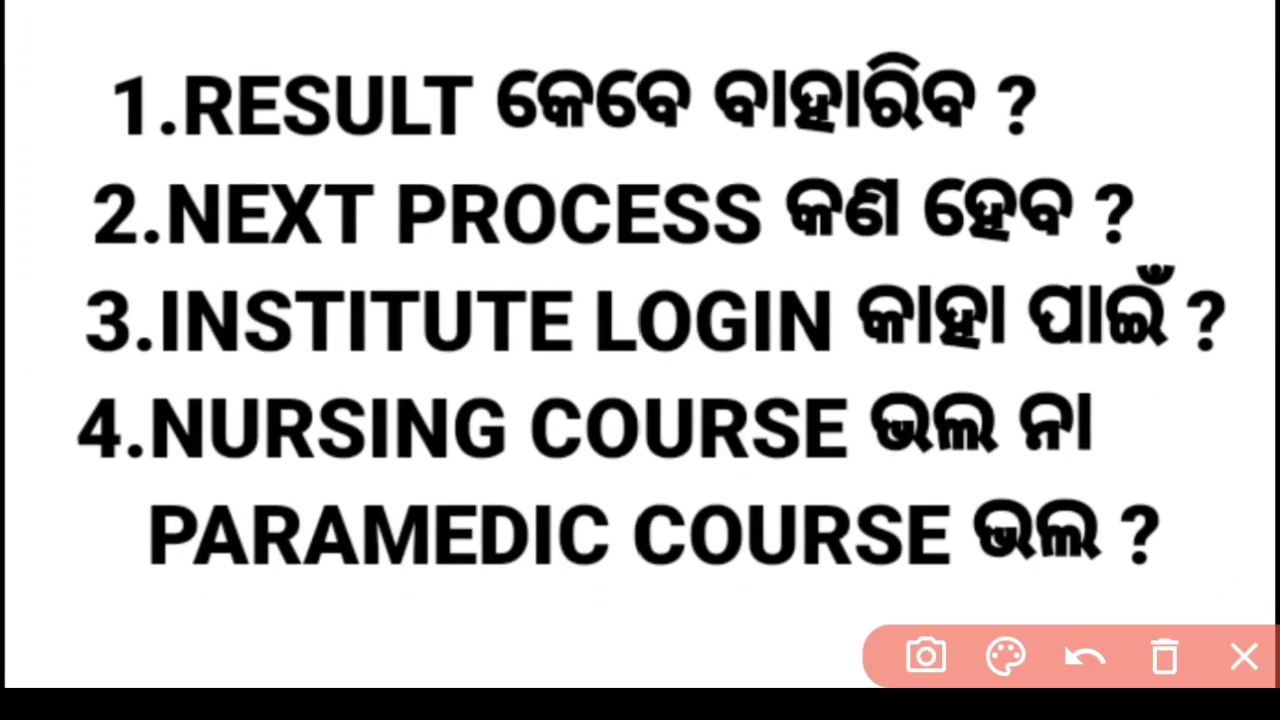 1.RESULT କେବେ ବାହାରିବ ?
2.NEXT PROCESS କଣ ହେବ ?
3.INSTITUTE LOGIN କାହା ପାଇଁ ?
4.NURSING COURSE ଭଲ ନା
PARAMEDIC COURSE ଭଲ ?